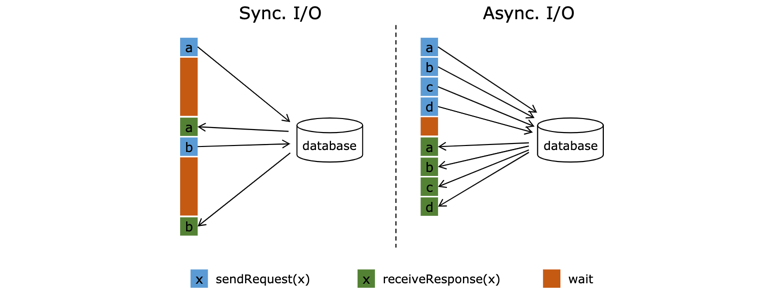 Sync. I/O
a
a
b
b
database
Async. I/O
a
b
c
d
a
b
c
d
database
x sendRequest(x)
x receiveResponse(x)
wait